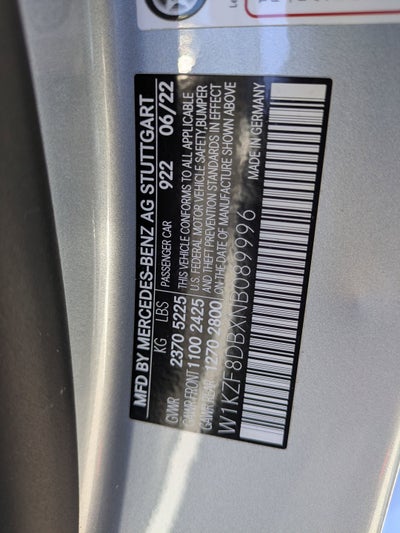 MFD BY MERCEDES-BENZ AG STUTTGART
KG LBS PASSENGER CAR 922 06/22
GVWR 2370 5225 THIS VEHICLE CONFORMS TO ALL APPLICABLE
GAWR FRONT 1100 2425 U.S. FEDERAL MOTOR VEHICLE SAFETY, BUMPER
GAWR REAR 1270 2800 AND THEFT PREVENTION STANDARDS IN EFFECT
ON THE DATE OF MANUFACTURE SHOWN ABOVE
W1KZF8DBXNB089996 MADE IN GERMANY